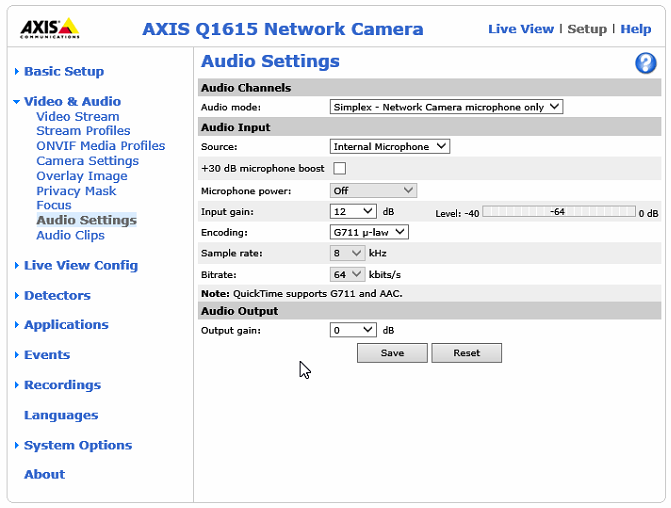 AXIS
COMMUNICATIONS
AXIS Q1615 Network Camera
Live View | Setup | Help
Basic Setup
Video & Audio
Video Stream
Stream Profiles
ONVIF Media Profiles
Camera Settings
Overlay Image
Privacy Mask
Focus
Audio Settings
Audio Clips
Live View Config
Detectors
Applications
Events
Recordings
Languages
System Options
About
Audio Settings
?
Audio Channels
Audio mode: Simplex - Network Camera microphone only
Audio Input
Source: Internal Microphone
+30 dB microphone boost
Microphone power: Off
Input gain: 12 dB Level: -40 -64 0 dB
Encoding: G711 µ-law
Sample rate: 8 kHz
Bitrate: 64 kbits/s
Note: QuickTime supports G711 and AAC.
Audio Output
Output gain: 0 dB
Save Reset